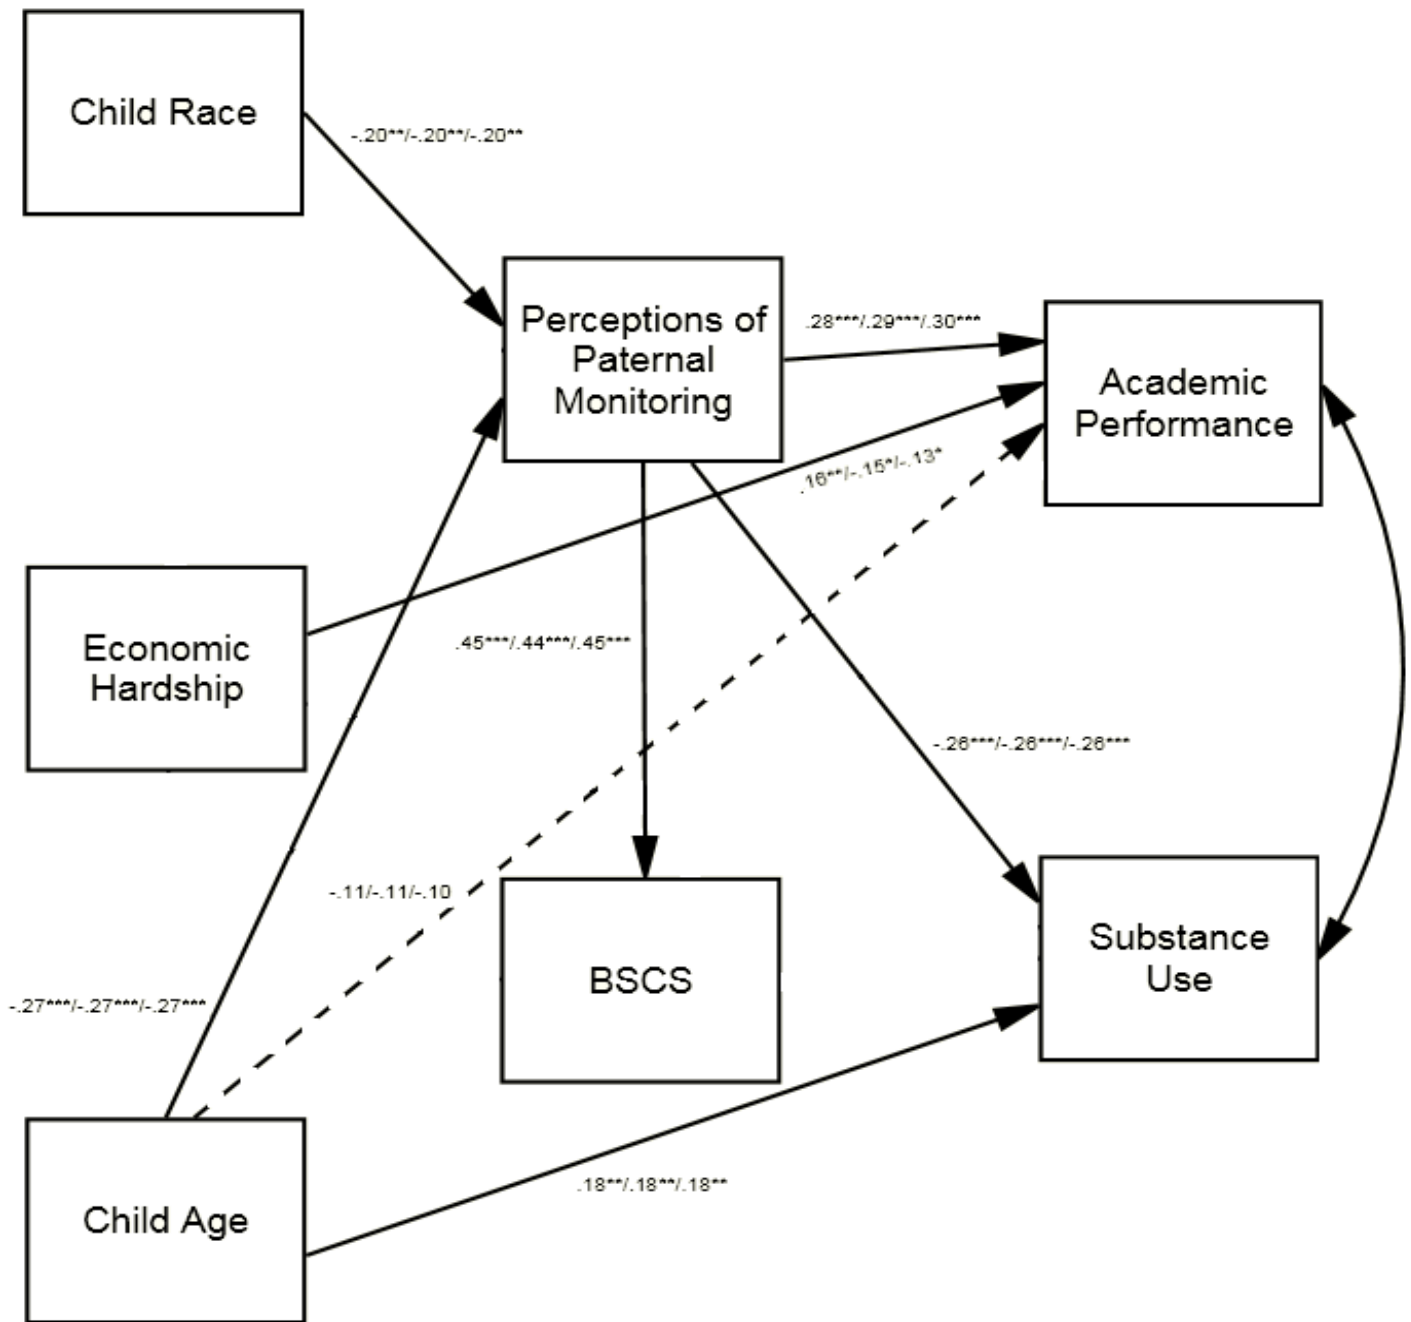 Child Race
-.20**/-.20**/-.20**
Perceptions of
Paternal
Monitoring
.28***/.29***/.30***
Academic
Performance
.16**/-.15*/-.13*
Economic
Hardship
.45***/.44***/.45***
-.26***/-.26***/-.26***
-.11/-.11/-.10
Substance
Use
BSCS
-.27***/-.27***/-.27***
.18**/.18**/.18**
Child Age